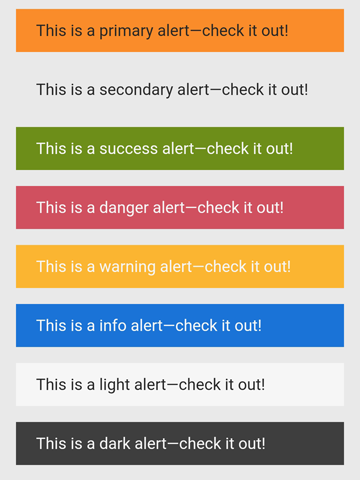 This is a primary alert—check it out!
This is a secondary alert—check it out!
This is a success alert—check it out!
This is a danger alert—check it out!
This is a warning alert—check it out!
This is a info alert—check it out!
This is a light alert—check it out!
This is a dark alert—check it out!